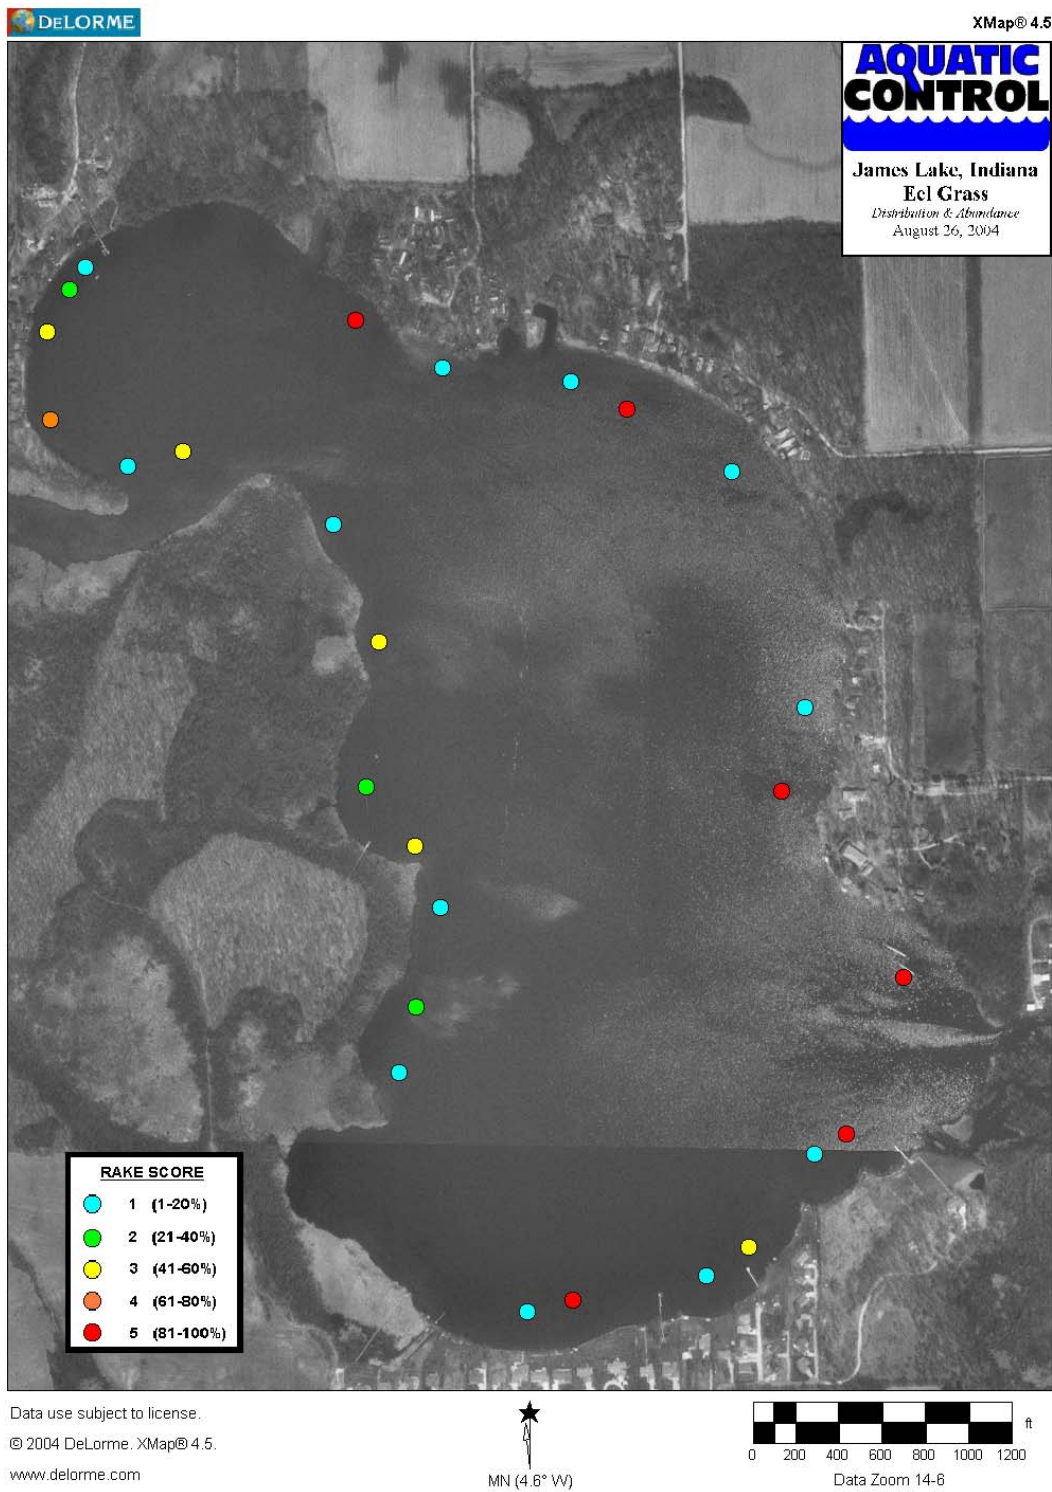 DELORME
XMap® 4.5
AQUATIC
CONTROL
James Lake, Indiana
Eel Grass
Distribution & Abundance
August 26, 2004
RAKE SCORE
1 (1-20%)
2 (21-40%)
3 (41-60%)
4 (61-80%)
5 (81-100%)
Data use subject to license.
© 2004 DeLorme. XMap® 4.5.
www.delorme.com
MN (4.6° W)
ft
0 200 400 600 800 1000 1200
Data Zoom 14-6